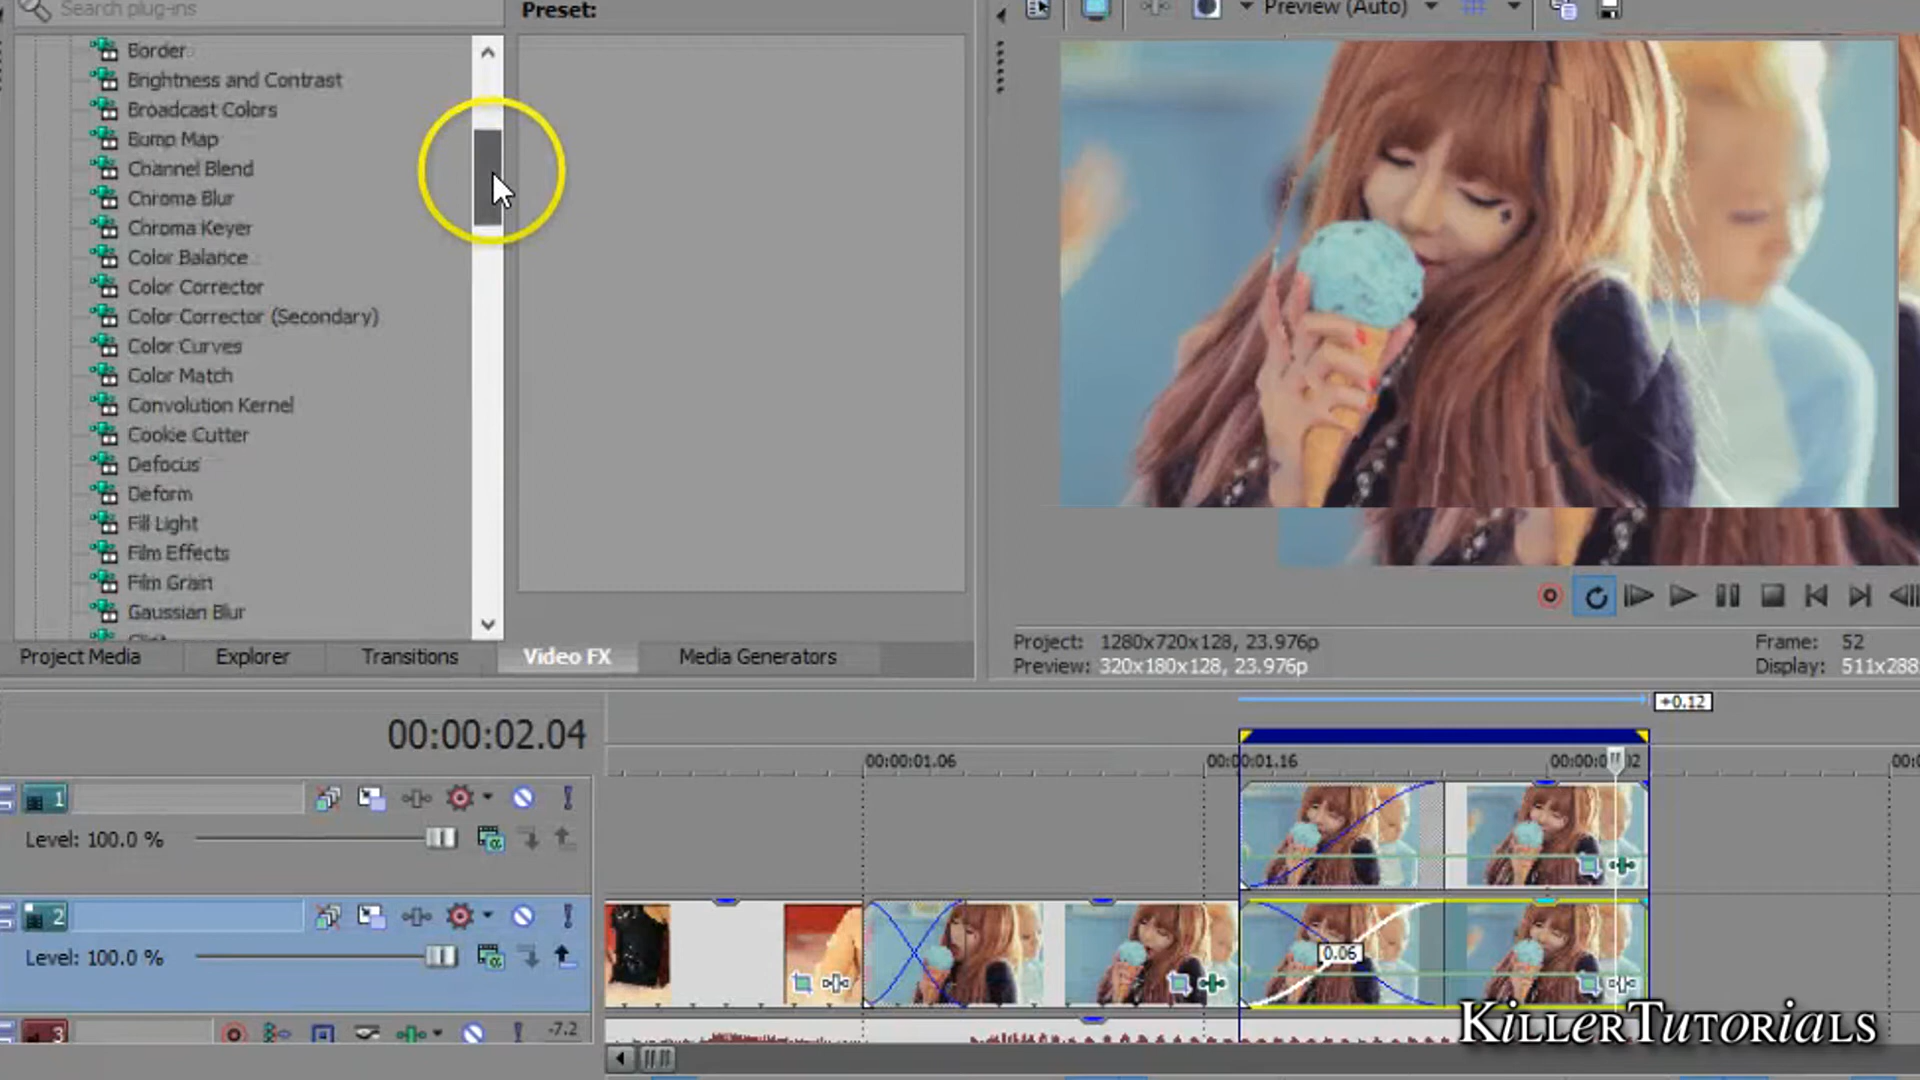 Search plug-ins
Preset:
Preview (Auto)
Border
Brightness and Contrast
Broadcast Colors
Bump Map
Channel Blend
Chroma Blur
Chroma Keyer
Color Balance
Color Corrector
Color Corrector (Secondary)
Color Curves
Color Match
Convolution Kernel
Cookie Cutter
Defocus
Deform
Fill Light
Film Effects
Film Grain
Gaussian Blur
Project Media
Explorer
Transitions
Video FX
Media Generators
Project: 1280x720x128, 23.976p
Frame: 52
Preview: 320x180x128, 23.976p
Display: 511x288
+0.12
00:00:02.04
00:00:01.06
00:00:01.16
1
Level: 100.0 %
2
Level: 100.0 %
0.06
3
-7.2
KillerTutorials